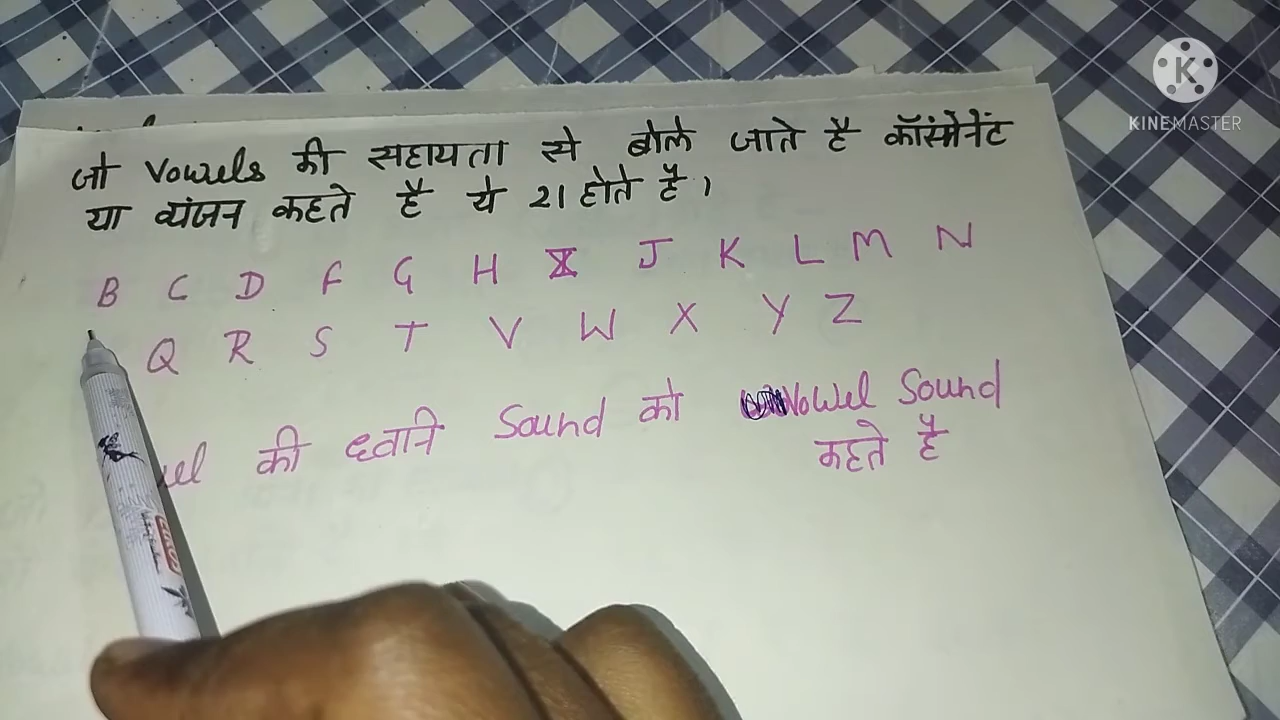 जो Vowels की सहायता से बोले जाते है कॉसोनेंट
या व्यंजन कहते है ये 21 होते है।
B C D F G H J K L M N
Q R S T V W X Y Z
की ध्वनि Sound को Vowel Sound
कहते है
K
KINEMASTER